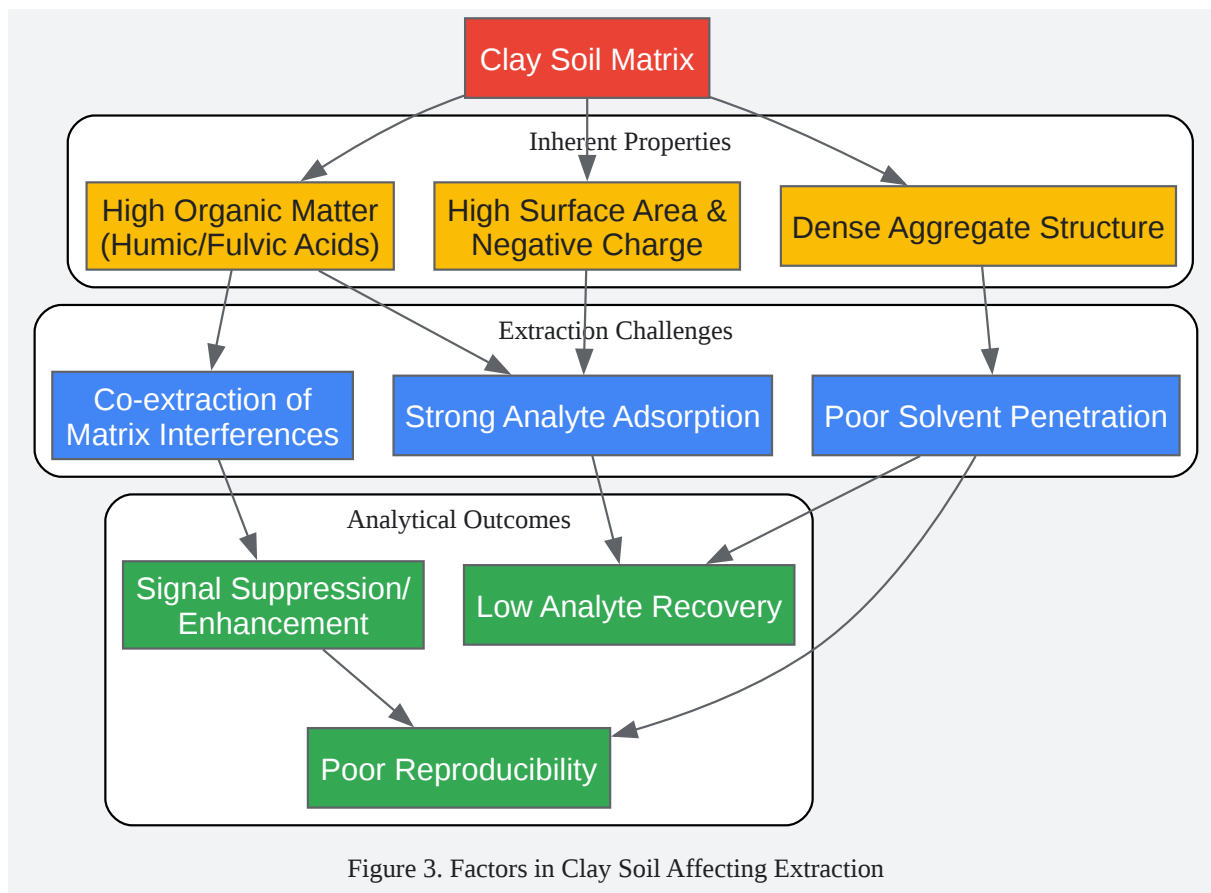 Clay Soil Matrix
Inherent Properties
High Organic Matter
(Humic/Fulvic Acids)
High Surface Area &
Negative Charge
Dense Aggregate Structure
Extraction Challenges
Co-extraction of
Matrix Interferences
Strong Analyte Adsorption
Poor Solvent Penetration
Analytical Outcomes
Signal Suppression/
Enhancement
Low Analyte Recovery
Poor Reproducibility
Figure 3. Factors in Clay Soil Affecting Extraction